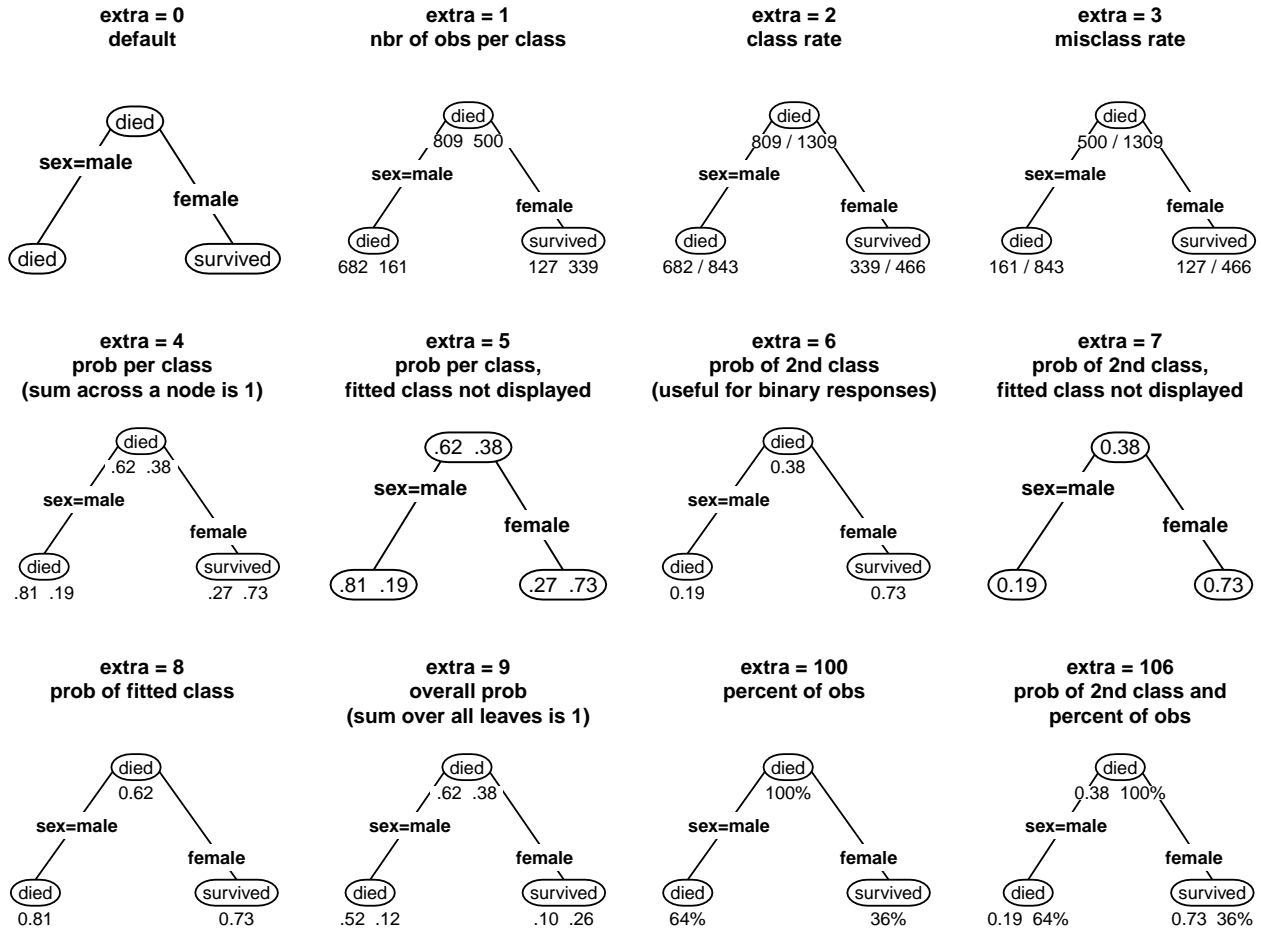 extra = 0
default
died
sex=male
female
died
survived
extra = 1
nbr of obs per class
died
809 500
sex=male
female
died
682 161
survived
127 339
extra = 2
class rate
died
809 / 1309
sex=male
female
died
682 / 843
survived
339 / 466
extra = 3
misclass rate
died
500 / 1309
sex=male
female
died
161 / 843
survived
127 / 466
extra = 4
prob per class
(sum across a node is 1)
died
.62 .38
sex=male
female
died
.81 .19
survived
.27 .73
extra = 5
prob per class,
fitted class not displayed
.62 .38
sex=male
female
.81 .19
.27 .73
extra = 6
prob of 2nd class
(useful for binary responses)
died
0.38
sex=male
female
died
0.19
survived
0.73
extra = 7
prob of 2nd class,
fitted class not displayed
0.38
sex=male
female
0.19
0.73
extra = 8
prob of fitted class
died
0.62
sex=male
female
died
0.81
survived
0.73
extra = 9
overall prob
(sum over all leaves is 1)
died
.62 .38
sex=male
female
died
.52 .12
survived
.10 .26
extra = 100
percent of obs
died
100%
sex=male
female
died
64%
survived
36%
extra = 106
prob of 2nd class and
percent of obs
died
0.38 100%
sex=male
female
died
0.19 64%
survived
0.73 36%